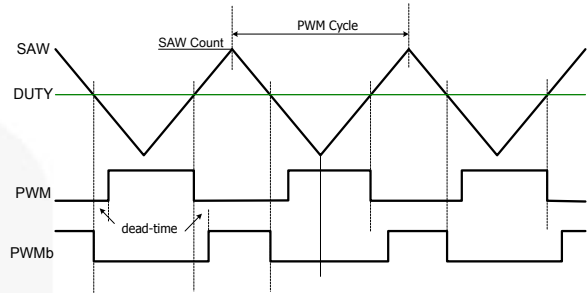 PWM Cycle
SAW Count
SAW
DUTY
PWM
dead-time
PWMb